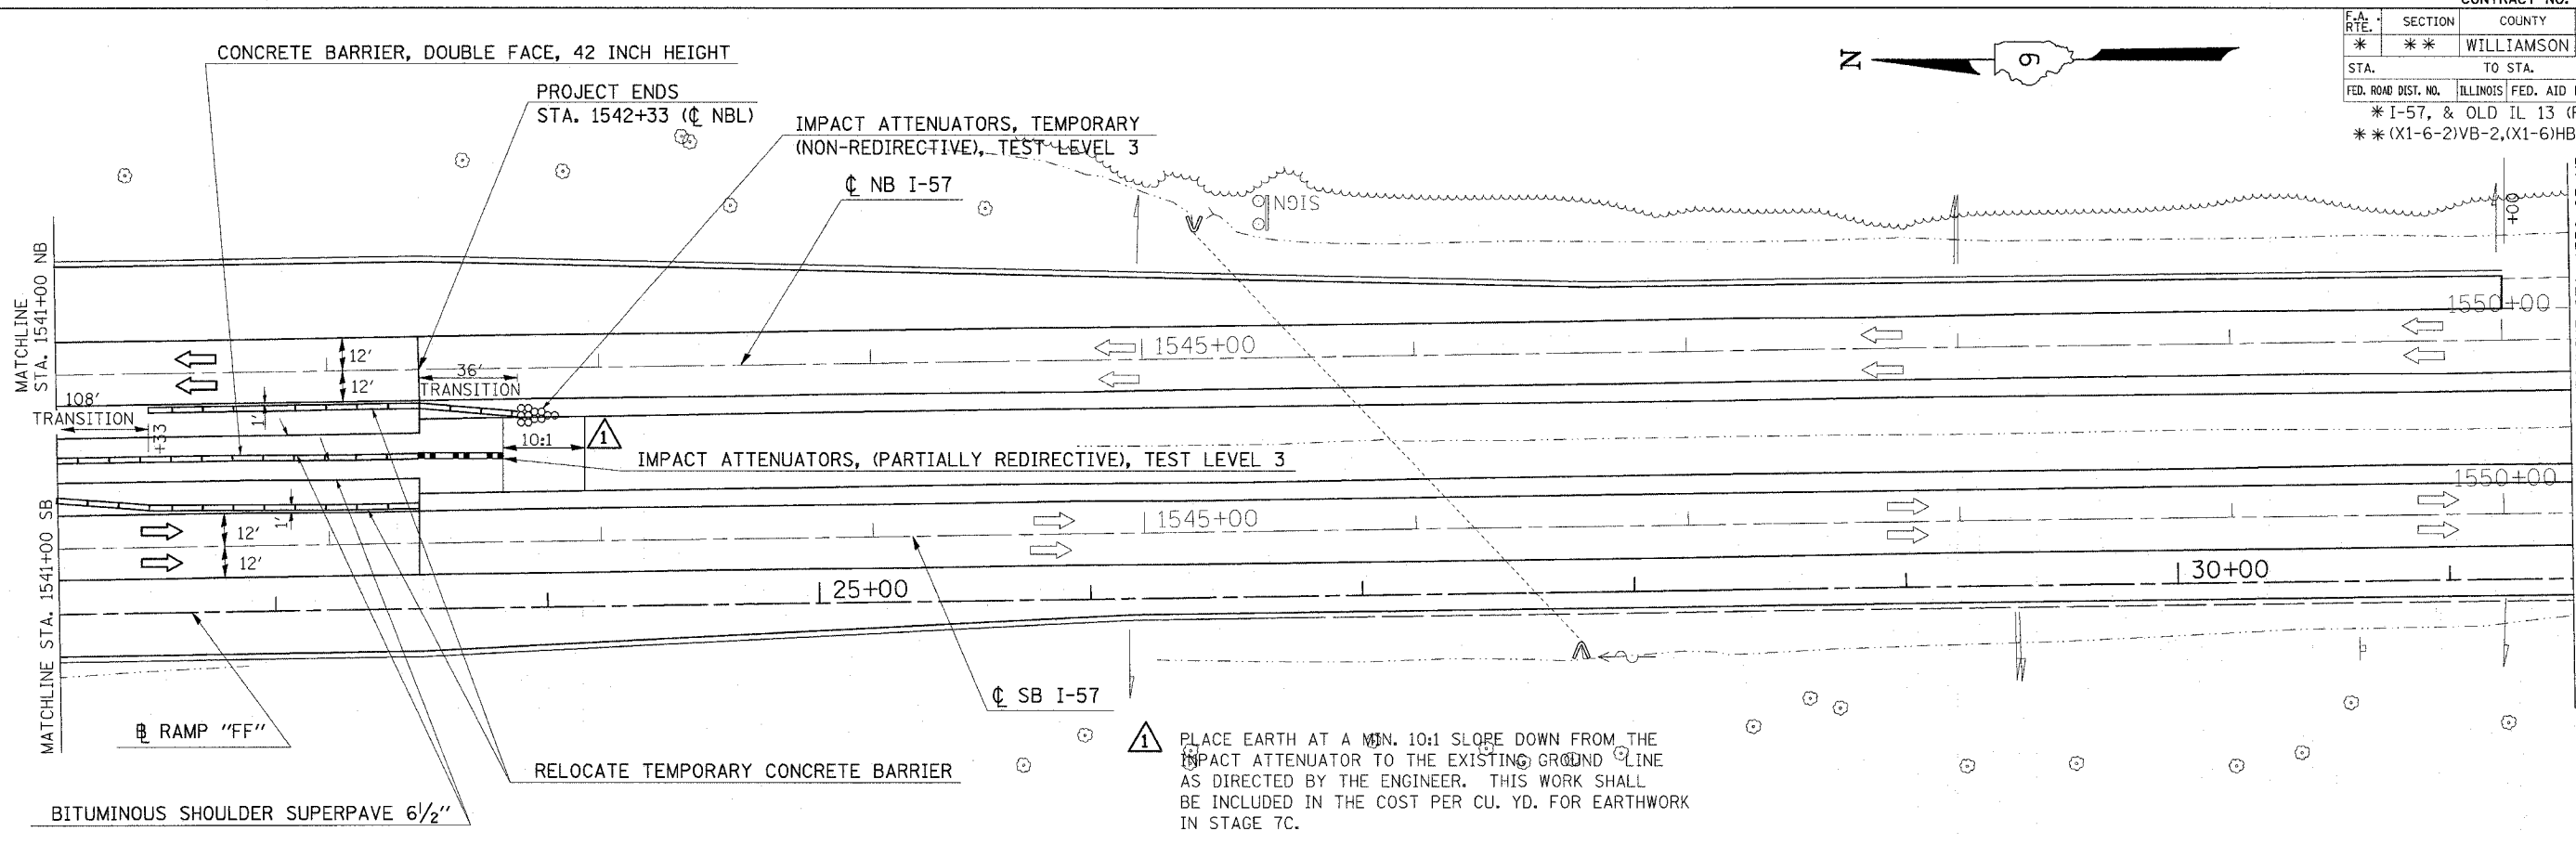 CONTRACT NO.
F.A. RTE. SECTION COUNTY
* ** WILLIAMSON
STA. TO STA.
FED. ROAD DIST. NO. ILLINOIS FED. AID
* I-57, & OLD IL 13
** (X1-6-2)VB-2,(X1-6)HB
N
6
CONCRETE BARRIER, DOUBLE FACE, 42 INCH HEIGHT
PROJECT ENDS
STA. 1542+33 (℄ NBL)
IMPACT ATTENUATORS, TEMPORARY
(NON-REDIRECTIVE), TEST LEVEL 3
℄ NB I-57
SIGN
+00
MATCHLINE
STA. 1541+00 NB
1550+00
1545+00
12'
12'
36'
TRANSITION
108'
TRANSITION
1'
+33
10:1
1
IMPACT ATTENUATORS, (PARTIALLY REDIRECTIVE), TEST LEVEL 3
1550+00
1545+00
1'
12'
12'
MATCHLINE STA. 1541+00 SB
25+00
30+00
℄ SB I-57
BL RAMP "FF"
RELOCATE TEMPORARY CONCRETE BARRIER
BITUMINOUS SHOULDER SUPERPAVE 6½"
1 PLACE EARTH AT A MIN. 10:1 SLOPE DOWN FROM THE
IMPACT ATTENUATOR TO THE EXISTING GROUND LINE
AS DIRECTED BY THE ENGINEER. THIS WORK SHALL
BE INCLUDED IN THE COST PER CU. YD. FOR EARTHWORK
IN STAGE 7C.